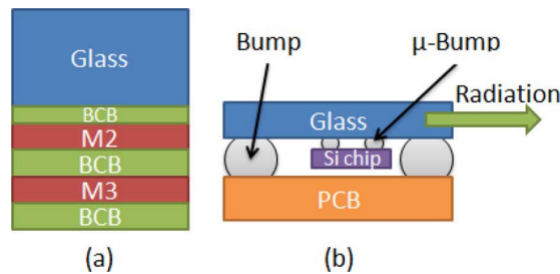 Glass
BCB
M2
BCB
M3
BCB
(a)
Bump
μ-Bump
Radiation
Glass
Si chip
PCB
(b)